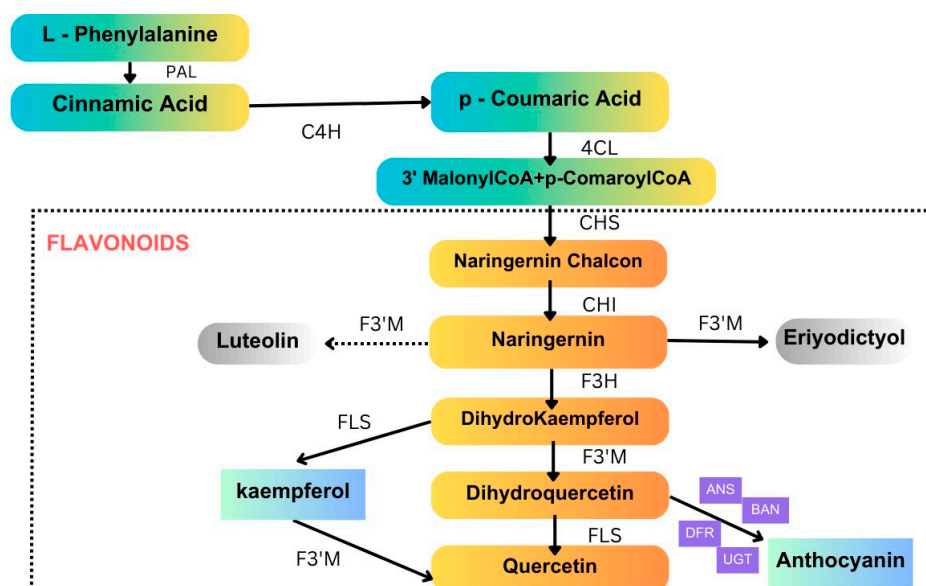 L - Phenylalanine
PAL
Cinnamic Acid
p - Coumaric Acid
C4H
4CL
3' MalonylCoA+p-ComaroylCoA
CHS
FLAVONOIDS
Naringernin Chalcon
CHI
F3'M
F3'M
Luteolin
Naringernin
Eriyodictyol
F3H
FLS
DihydroKaempferol
F3'M
kaempferol
Dihydroquercetin
ANS
BAN
DFR
FLS
UGT
F3'M
Quercetin
Anthocyanin